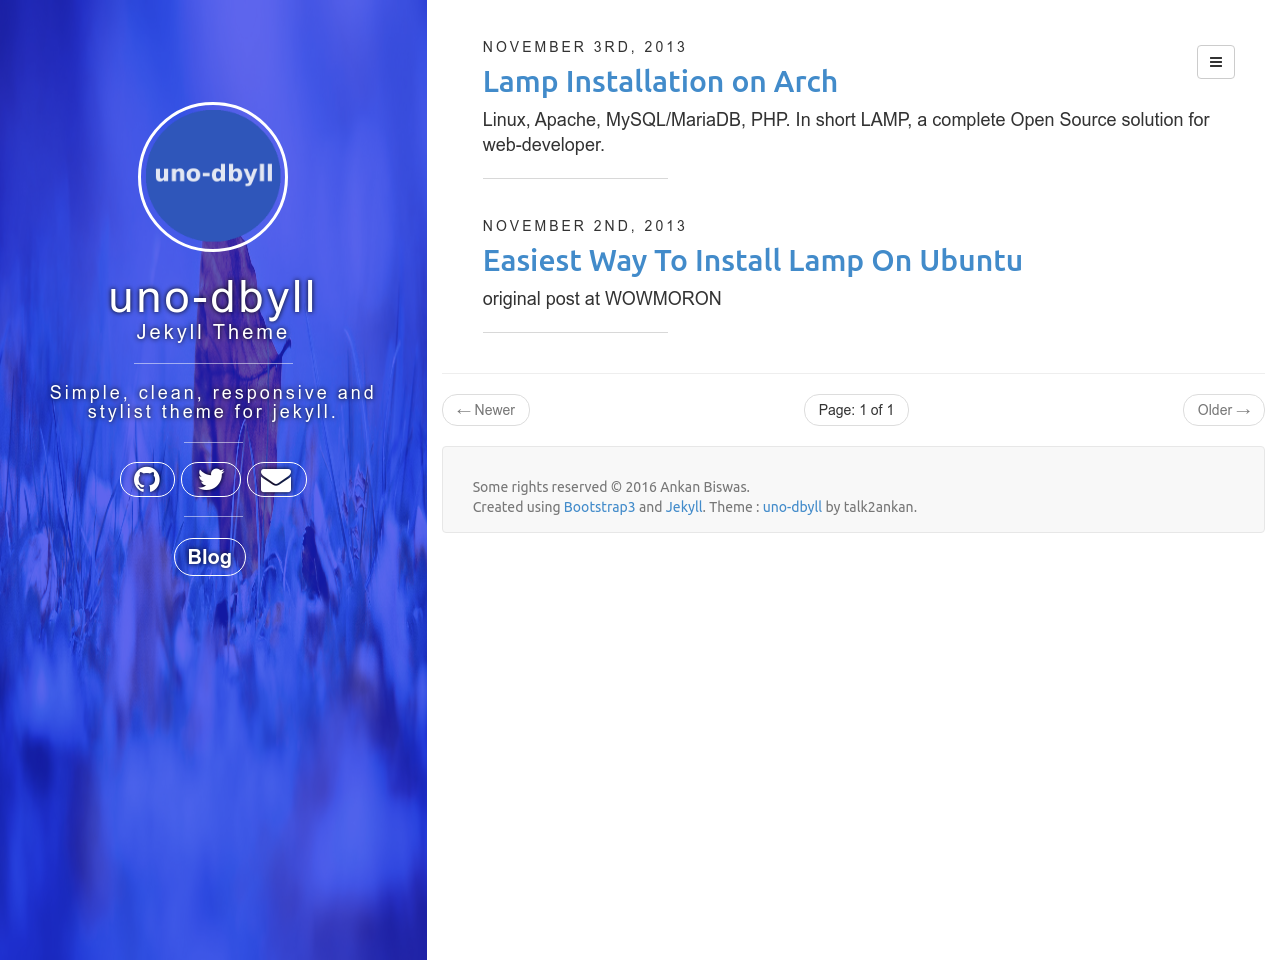 uno-dbyll
uno-dbyll
Jekyll Theme
Simple, clean, responsive and
stylist theme for jekyll.
Blog
NOVEMBER 3RD, 2013
Lamp Installation on Arch
Linux, Apache, MySQL/MariaDB, PHP. In short LAMP, a complete Open Source solution for
web-developer.
NOVEMBER 2ND, 2013
Easiest Way To Install Lamp On Ubuntu
original post at WOWMORON
← Newer
Page: 1 of 1
Older →
Some rights reserved © 2016 Ankan Biswas.
Created using Bootstrap3 and Jekyll. Theme : uno-dbyll by talk2ankan.